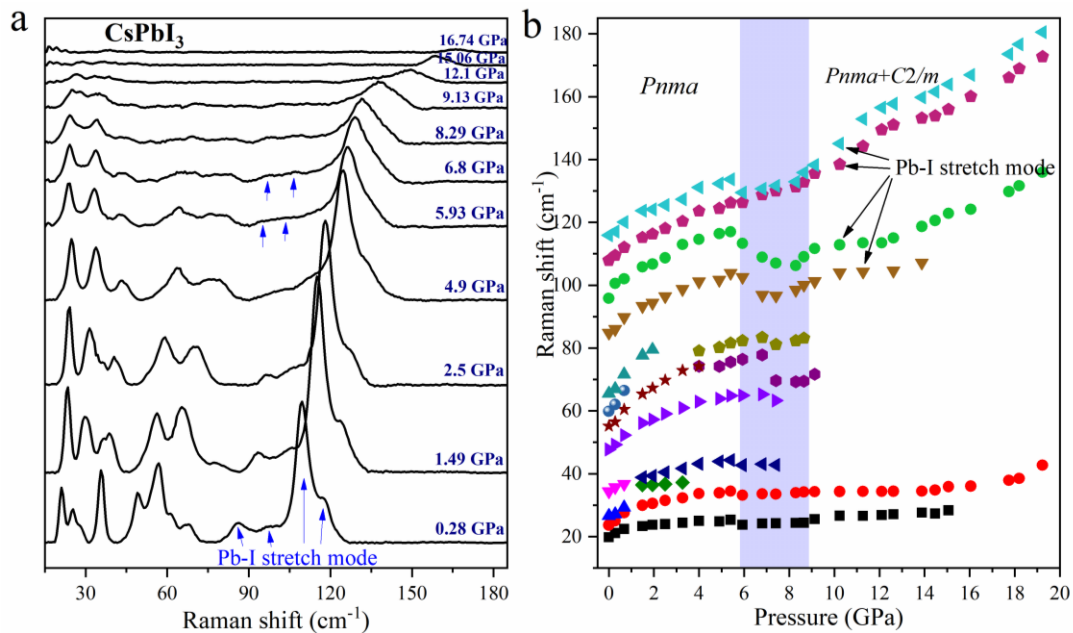 a
CsPbI3
16.74 GPa
15.06 GPa
12.1 GPa
9.13 GPa
8.29 GPa
6.8 GPa
5.93 GPa
4.9 GPa
2.5 GPa
1.49 GPa
0.28 GPa
Pb-I stretch mode
30 60 90 120 150 180
Raman shift (cm-1)
b
Pnma
Pnma+C2/m
Pb-I stretch mode
180
160
140
120
100
80
60
40
20
Raman shift (cm-1)
0 2 4 6 8 10 12 14 16 18 20
Pressure (GPa)